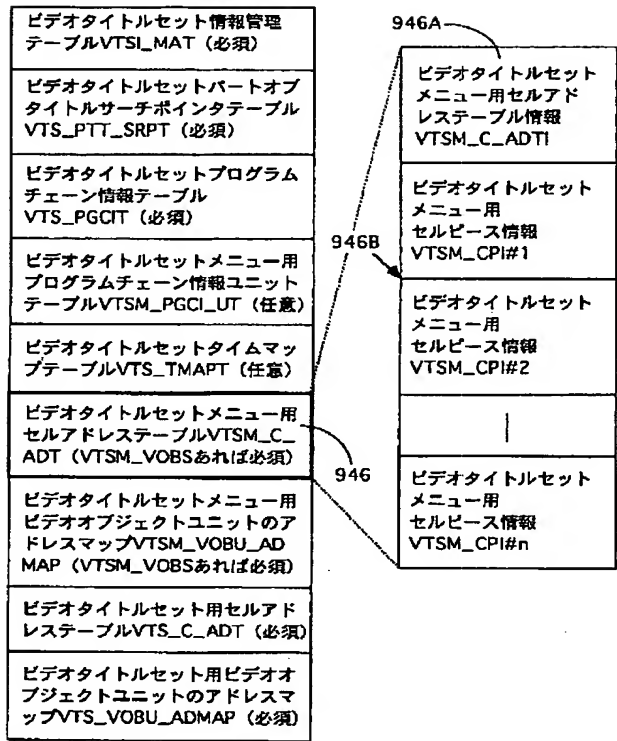 ビデオタイトルセット情報管理
テーブルVTSI_MAT（必須）
ビデオタイトルセットパートオブ
タイトルサーチポインタテーブル
VTS_PTT_SRPT（必須）
ビデオタイトルセットプログラム
チェーン情報テーブル
VTS_PGCIT（必須）
ビデオタイトルセットメニュー用
プログラムチェーン情報ユニット
テーブルVTSM_PGCI_UT（任意）
ビデオタイトルセットタイムマッ
プテーブルVTS_TMAPT（任意）
ビデオタイトルセットメニュー用
セルアドレステーブルVTSM_C_
ADT（VTSM_VOBSあれば必須）
ビデオタイトルセットメニュー用
ビデオオブジェクトユニットのア
ドレスマップVTSM_VOBU_AD
MAP（VTSM_VOBSあれば必須）
ビデオタイトルセット用セルアド
レステーブルVTS_C_ADT（必須）
ビデオタイトルセット用ビデオオ
ブジェクトユニットのアドレスマ
ップVTS_VOBU_ADMAP（必須）
946
946A
946B
ビデオタイトルセット
メニュー用セルアド
レステーブル情報
VTSM_C_ADTI
ビデオタイトルセット
メニュー用
セルピース情報
VTSM_CPI#1
ビデオタイトルセット
メニュー用
セルピース情報
VTSM_CPI#2
ビデオタイトルセット
メニュー用
セルピース情報
VTSM_CPI#n